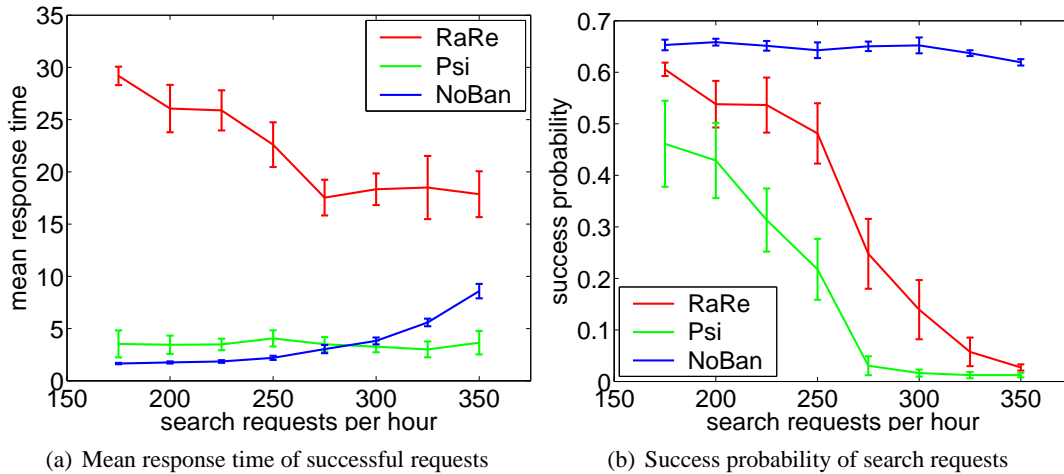 35
30
25
20
15
10
5
0
150
200
250
300
350
mean response time
search requests per hour
RaRe
Psi
NoBan
(a) Mean response time of successful requests
0.7
0.6
0.5
0.4
0.3
0.2
0.1
0
150
200
250
300
350
success probability
search requests per hour
RaRe
Psi
NoBan
(b) Success probability of search requests